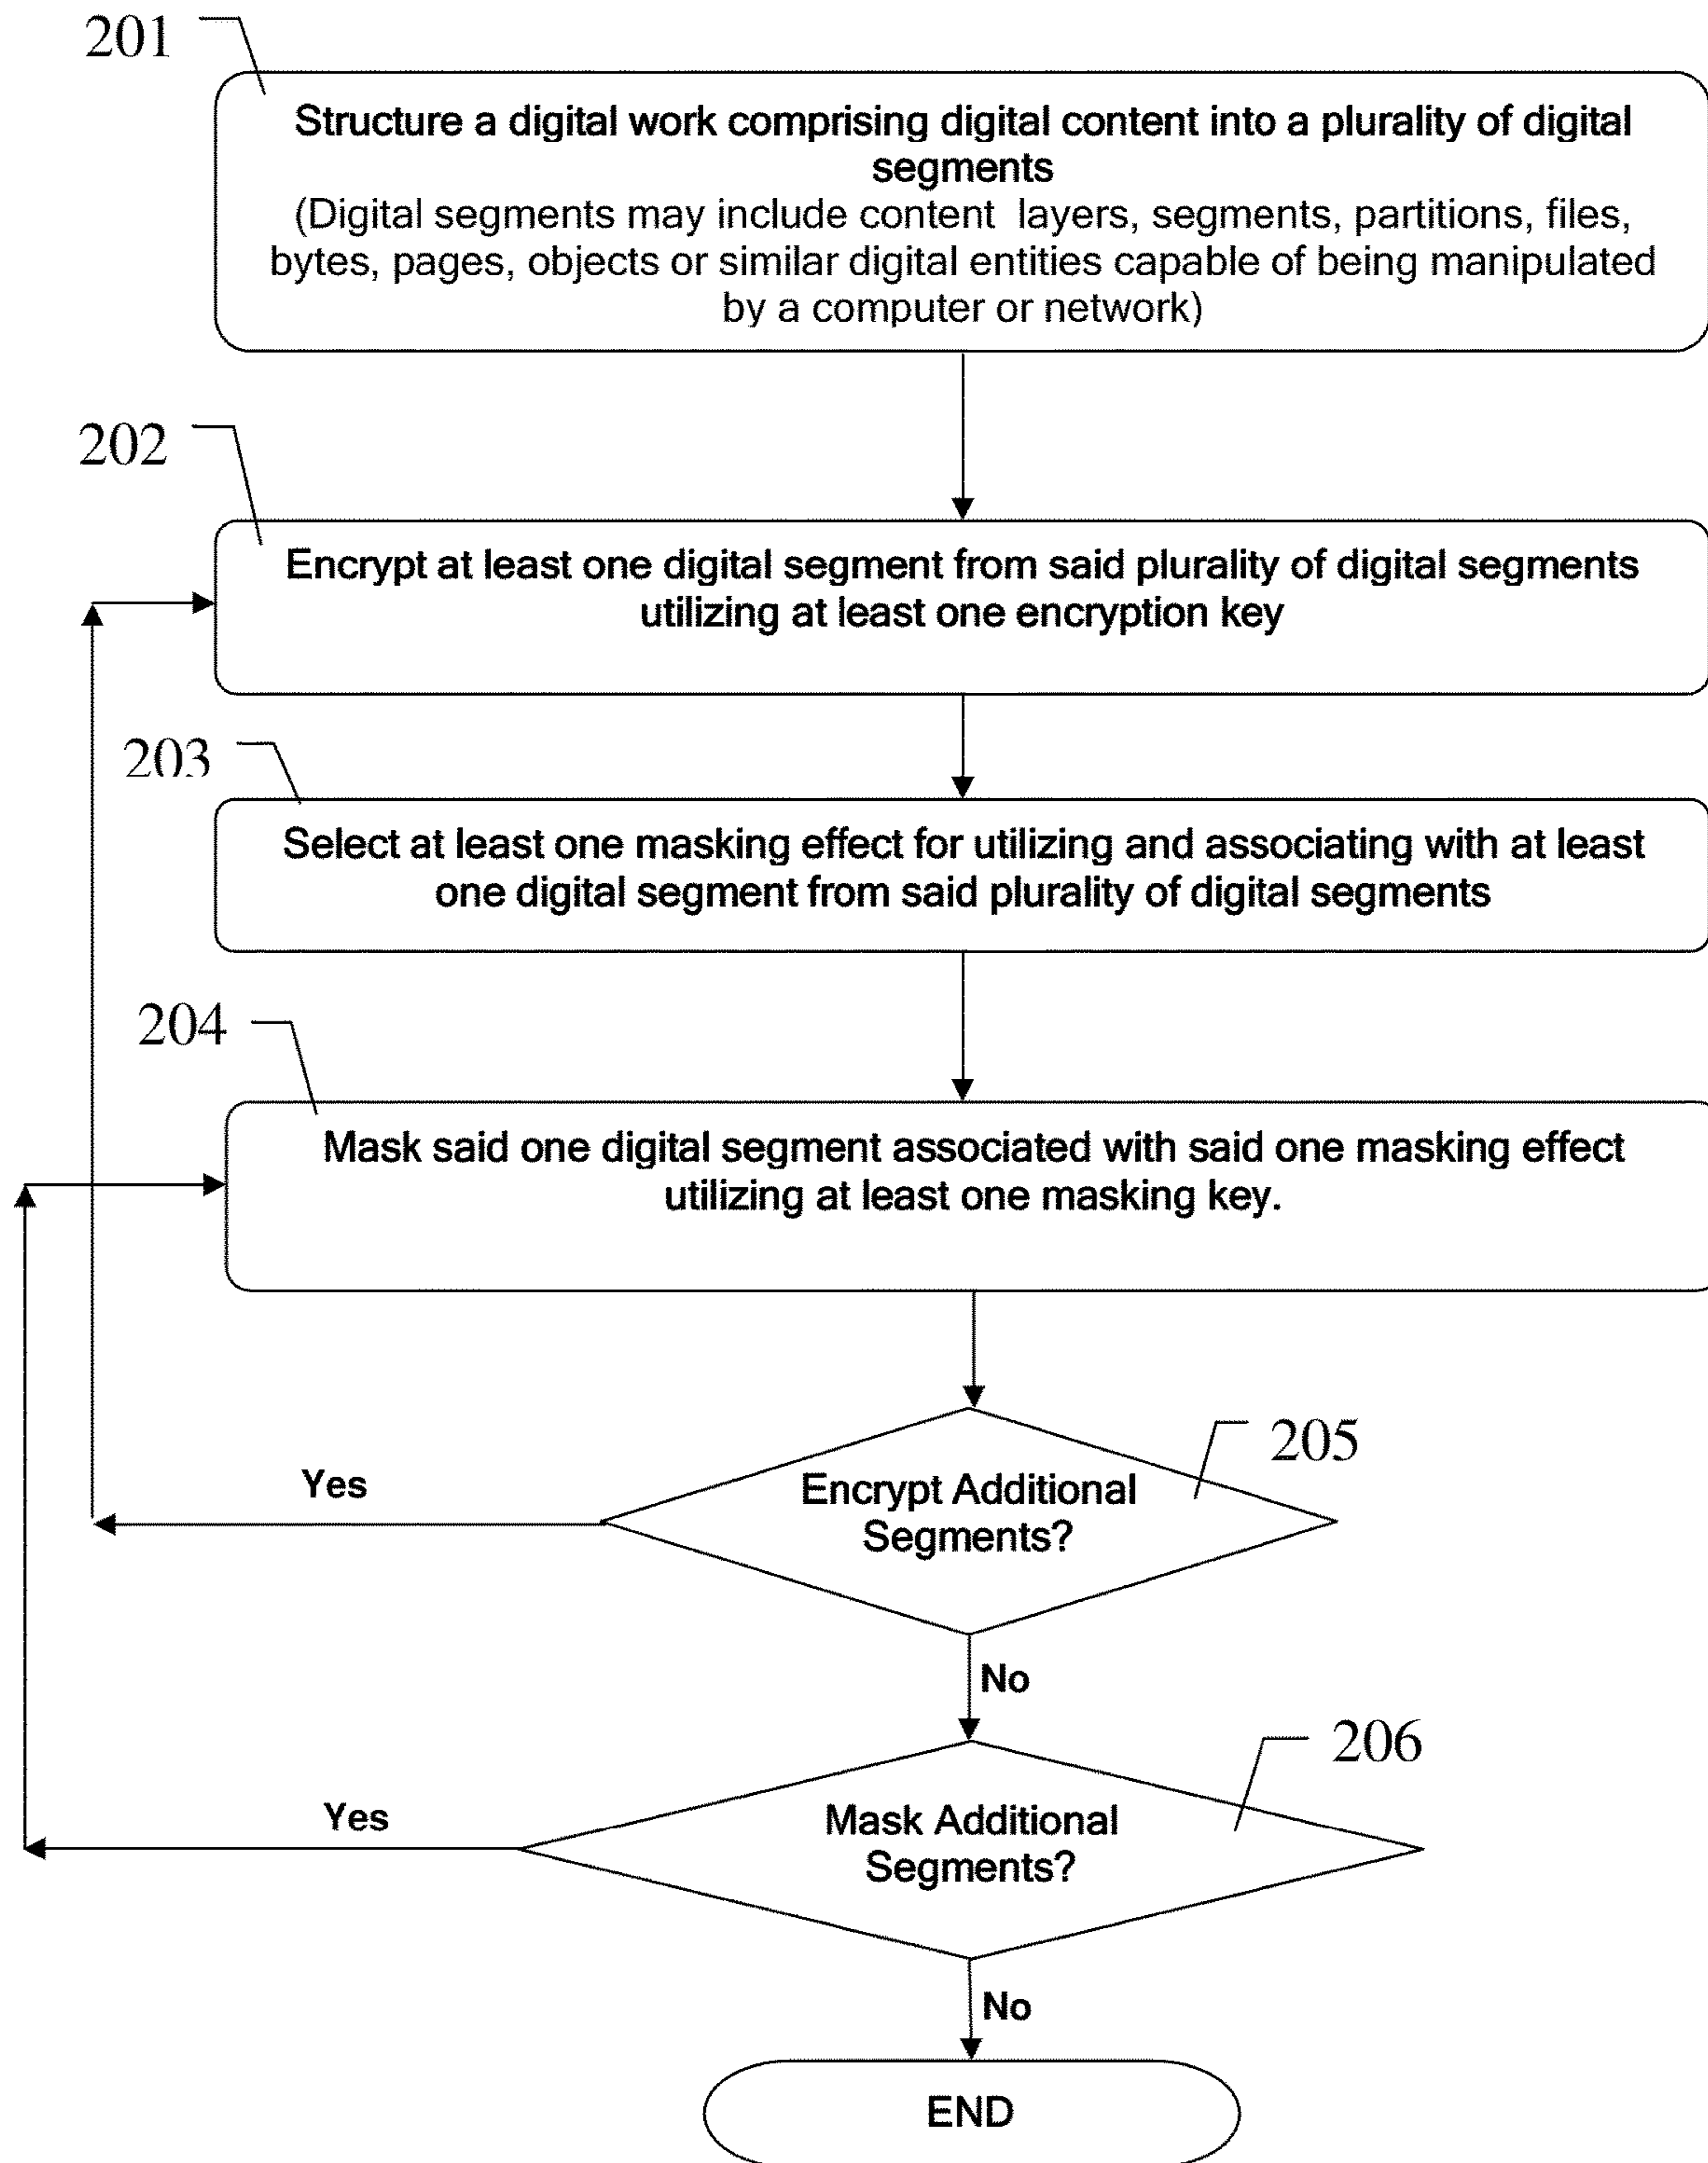 201
Structure a digital work comprising digital content into a plurality of digital
segments
(Digital segments may include content layers, segments, partitions, files,
bytes, pages, objects or similar digital entities capable of being manipulated
by a computer or network)
202
Encrypt at least one digital segment from said plurality of digital segments
utilizing at least one encryption key
203
Select at least one masking effect for utilizing and associating with at least
one digital segment from said plurality of digital segments
204
Mask said one digital segment associated with said one masking effect
utilizing at least one masking key.
205
Yes
Encrypt Additional
Segments?
No
206
Yes
Mask Additional
Segments?
No
END